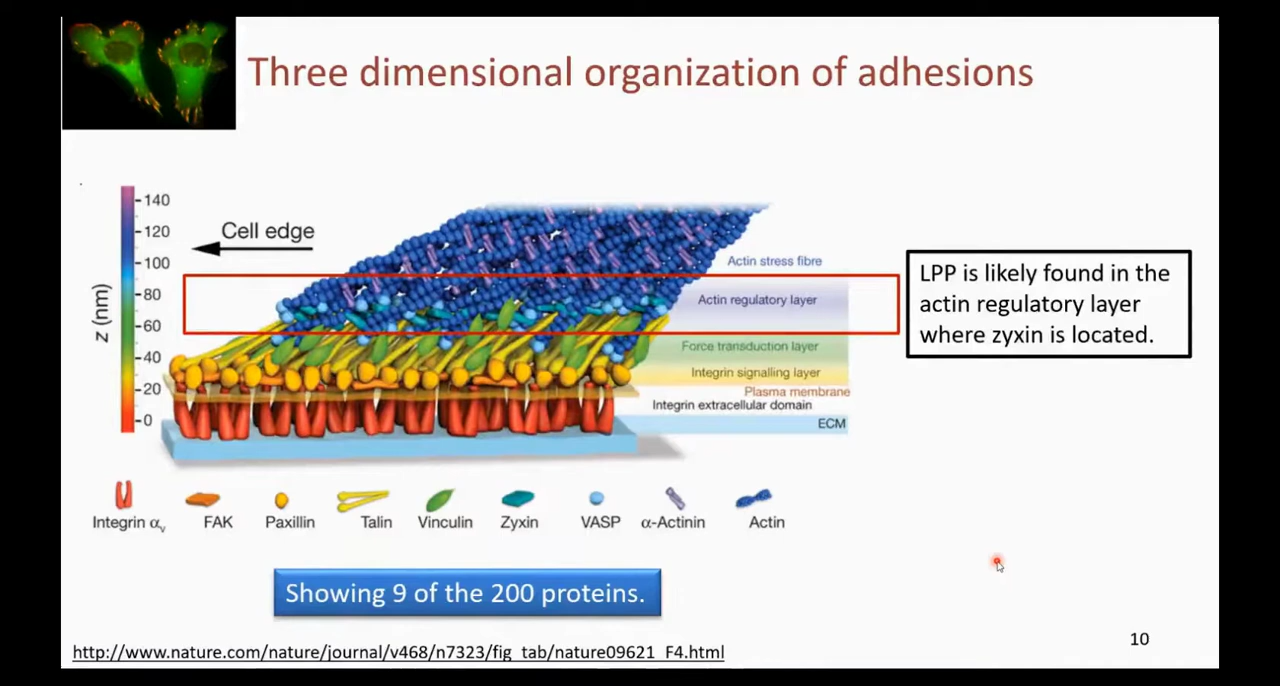 Three dimensional organization of adhesions
140
120
100
80
60
40
20
0
z (nm)
Cell edge
Actin stress fibre
Actin regulatory layer
Force transduction layer
Integrin signalling layer
Plasma membrane
Integrin extracellular domain
ECM
LPP is likely found in the
actin regulatory layer
where zyxin is located.
Integrin αv FAK Paxillin Talin Vinculin Zyxin VASP α-Actinin Actin
Showing 9 of the 200 proteins.
http://www.nature.com/nature/journal/v468/n7323/fig_tab/nature09621_F4.html
10